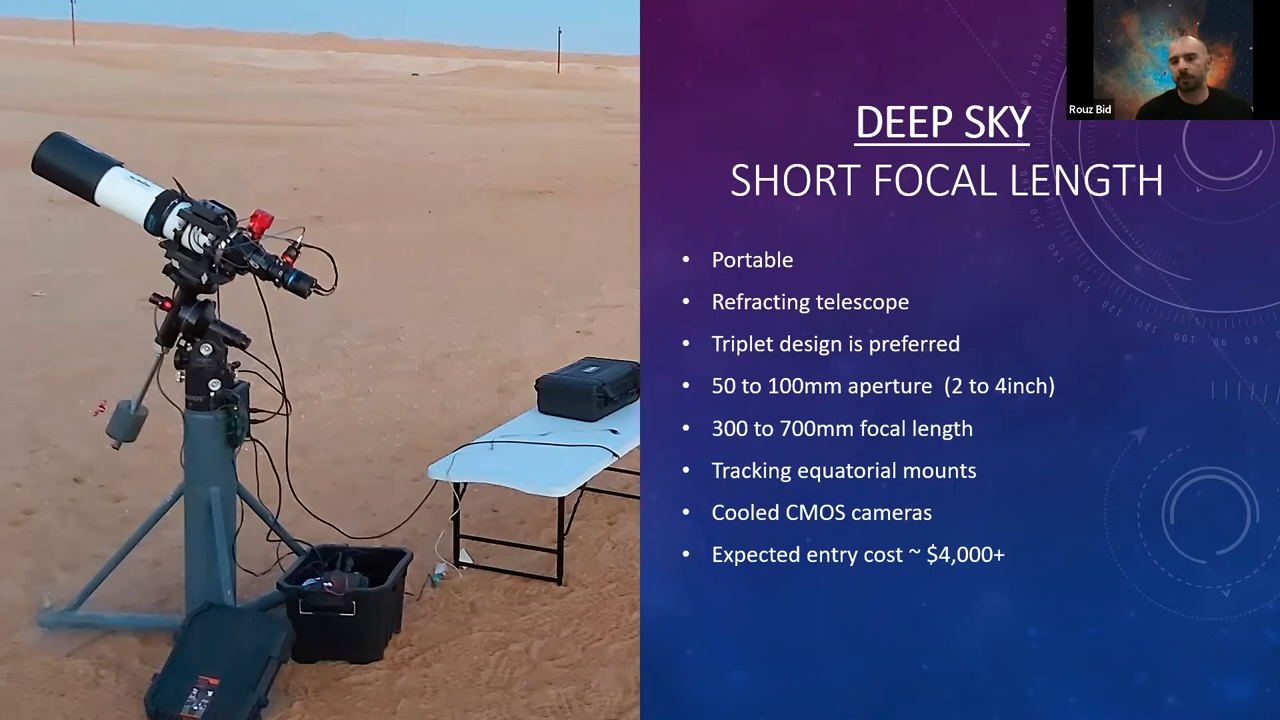 Rouz Bid
DEEP SKY
SHORT FOCAL LENGTH
• Portable
• Refracting telescope
• Triplet design is preferred
• 50 to 100mm aperture (2 to 4inch)
• 300 to 700mm focal length
• Tracking equatorial mounts
• Cooled CMOS cameras
• Expected entry cost ~ $4,000+